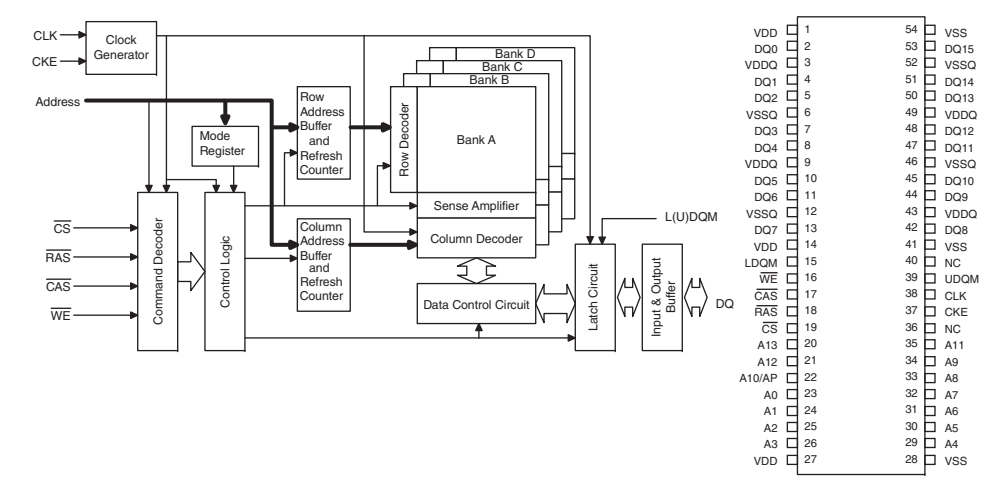 CLK
CKE
Clock
Generator
Address
Mode
Register
Row
Address
Buffer
and
Refresh
Counter
Bank D
Bank C
Bank B
Bank A
Row Decoder
Sense Amplifier
Column Decoder
L(U)DQM
CS
RAS
CAS
WE
Command Decoder
Control Logic
Column
Address
Buffer
and
Refresh
Counter
Data Control Circuit
Latch Circuit
Input & Output
Buffer
DQ
VDD 1 54 VSS
DQ0 2 53 DQ15
VDDQ 3 52 VSSQ
DQ1 4 51 DQ14
DQ2 5 50 DQ13
VSSQ 6 49 VDDQ
DQ3 7 48 DQ12
DQ4 8 47 DQ11
VDDQ 9 46 VSSQ
DQ5 10 45 DQ10
DQ6 11 44 DQ9
VSSQ 12 43 VDDQ
DQ7 13 42 DQ8
VDD 14 41 VSS
LDQM 15 40 NC
WE 16 39 UDQM
CAS 17 38 CLK
RAS 18 37 CKE
CS 19 36 NC
A13 20 35 A11
A12 21 34 A9
A10/AP 22 33 A8
A0 23 32 A7
A1 24 31 A6
A2 25 30 A5
A3 26 29 A4
VDD 27 28 VSS